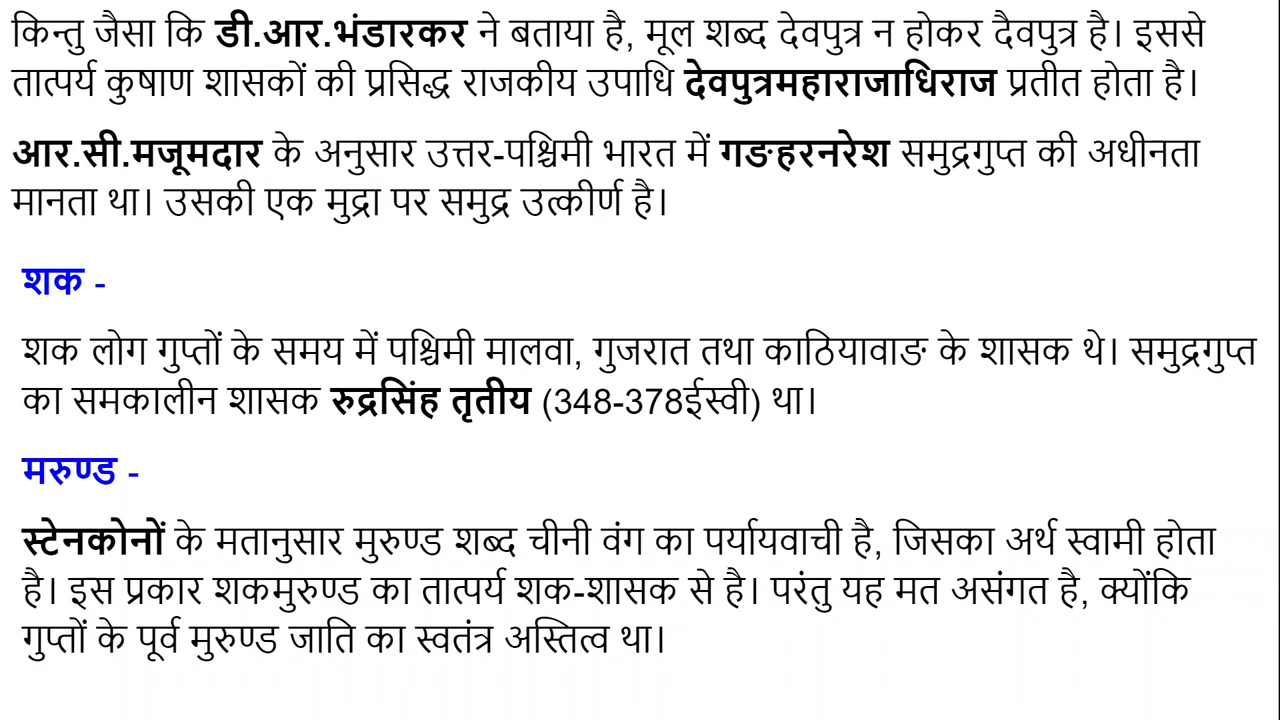 किन्तु जैसा कि डी.आर.भंडारकर ने बताया है, मूल शब्द देवपुत्र न होकर दैवपुत्र है। इससे
तात्पर्य कुषाण शासकों की प्रसिद्ध राजकीय उपाधि देवपुत्रमहाराजाधिराज प्रतीत होता है।
आर.सी.मजूमदार के अनुसार उत्तर-पश्चिमी भारत में गङहरनरेश समुद्रगुप्त की अधीनता
मानता था। उसकी एक मुद्रा पर समुद्र उत्कीर्ण है।
शक -
शक लोग गुप्तों के समय में पश्चिमी मालवा, गुजरात तथा काठियावाङ के शासक थे। समुद्रगुप्त
का समकालीन शासक रुद्रसिंह तृतीय (348-378ईस्वी) था।
मरुण्ड -
स्टेनकोनों के मतानुसार मुरुण्ड शब्द चीनी वंग का पर्यायवाची है, जिसका अर्थ स्वामी होता
है। इस प्रकार शकमुरुण्ड का तात्पर्य शक-शासक से है। परंतु यह मत असंगत है, क्योंकि
गुप्तों के पूर्व मुरुण्ड जाति का स्वतंत्र अस्तित्व था।